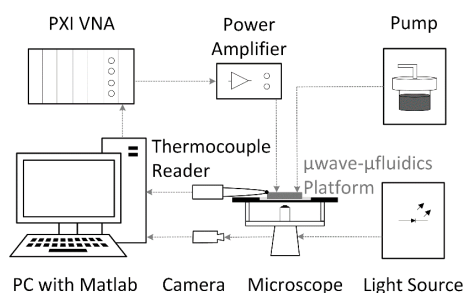 PXI VNA
Power
Amplifier
Pump
Thermocouple
Reader
μwave-μfluidics
Platform
PC with Matlab
Camera
Microscope
Light Source